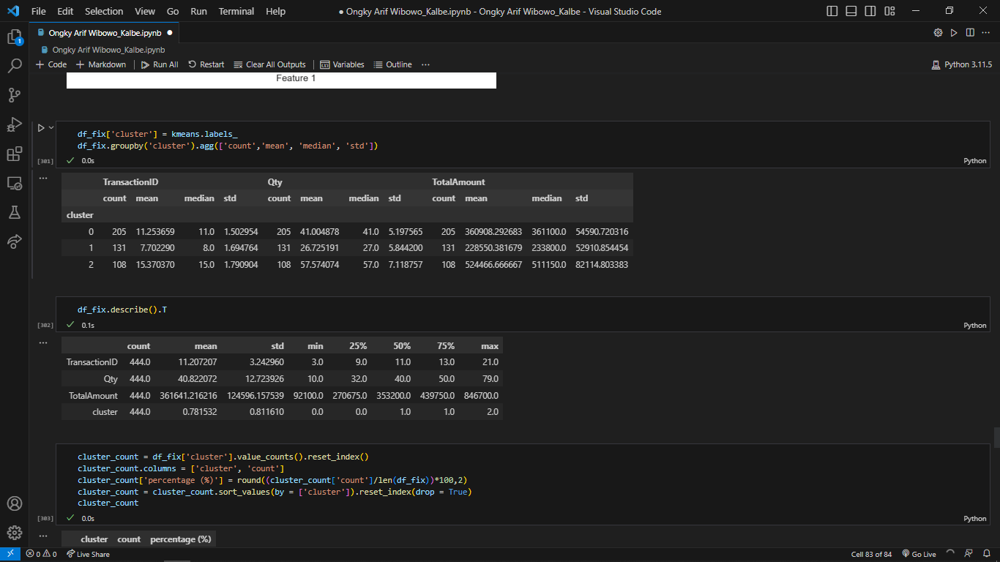 File Edit Selection View Go Run Terminal Help ● Ongky Arif Wibowo_Kalbe.ipynb - Ongky Arif Wibowo_Kalbe - Visual Studio Code
Ongky Arif Wibowo_Kalbe.ipynb ●
Ongky Arif Wibowo_Kalbe.ipynb
+ Code + Markdown Run All Restart Clear All Outputs Variables Outline ... Python 3.11.5
1
Feature 1
df_fix['cluster'] = kmeans.labels_
df_fix.groupby('cluster').agg(['count','mean', 'median', 'std'])
[301] 0.0s Python
...
TransactionID Qty TotalAmount
count mean median std count mean median std count mean median std
cluster
0 205 11.253659 11.0 1.502954 205 41.004878 41.0 5.197565 205 360908.292683 361100.0 54590.720316
1 131 7.702290 8.0 1.694764 131 26.725191 27.0 5.844200 131 228550.381679 233800.0 52910.854454
2 108 15.370370 15.0 1.790904 108 57.574074 57.0 7.118757 108 524466.666667 511150.0 82114.803383
df_fix.describe().T
[302] 0.1s Python
...
count mean std min 25% 50% 75% max
TransactionID 444.0 11.207207 3.242960 3.0 9.0 11.0 13.0 21.0
Qty 444.0 40.822072 12.723926 10.0 32.0 40.0 50.0 79.0
TotalAmount 444.0 361641.216216 124596.157539 92100.0 270675.0 353200.0 439750.0 846700.0
cluster 444.0 0.781532 0.811610 0.0 0.0 1.0 1.0 2.0
cluster_count = df_fix['cluster'].value_counts().reset_index()
cluster_count.columns = ['cluster', 'count']
cluster_count['percentage (%)'] = round((cluster_count['count']/len(df_fix))*100,2)
cluster_count = cluster_count.sort_values(by = ['cluster']).reset_index(drop = True)
cluster_count
[303] 0.0s Python
...
cluster count percentage (%)
0 0 Live Share Cell 83 of 84 Go Live